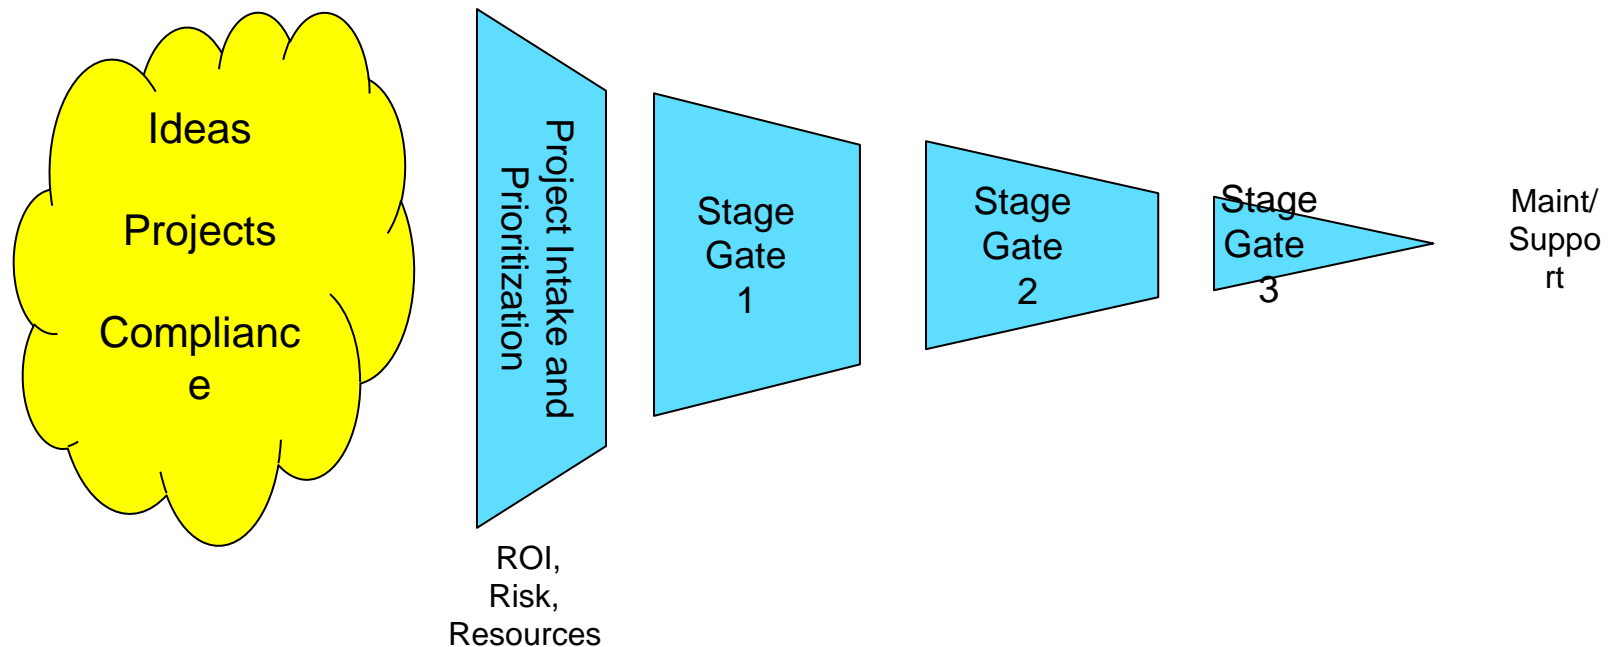 Ideas
Projects
Complianc
e
Project Intake and
Prioritization
ROI,
Risk,
Resources
Stage
Gate
1
Stage
Gate
2
Stage
Gate
3
Maint/
Suppo
rt